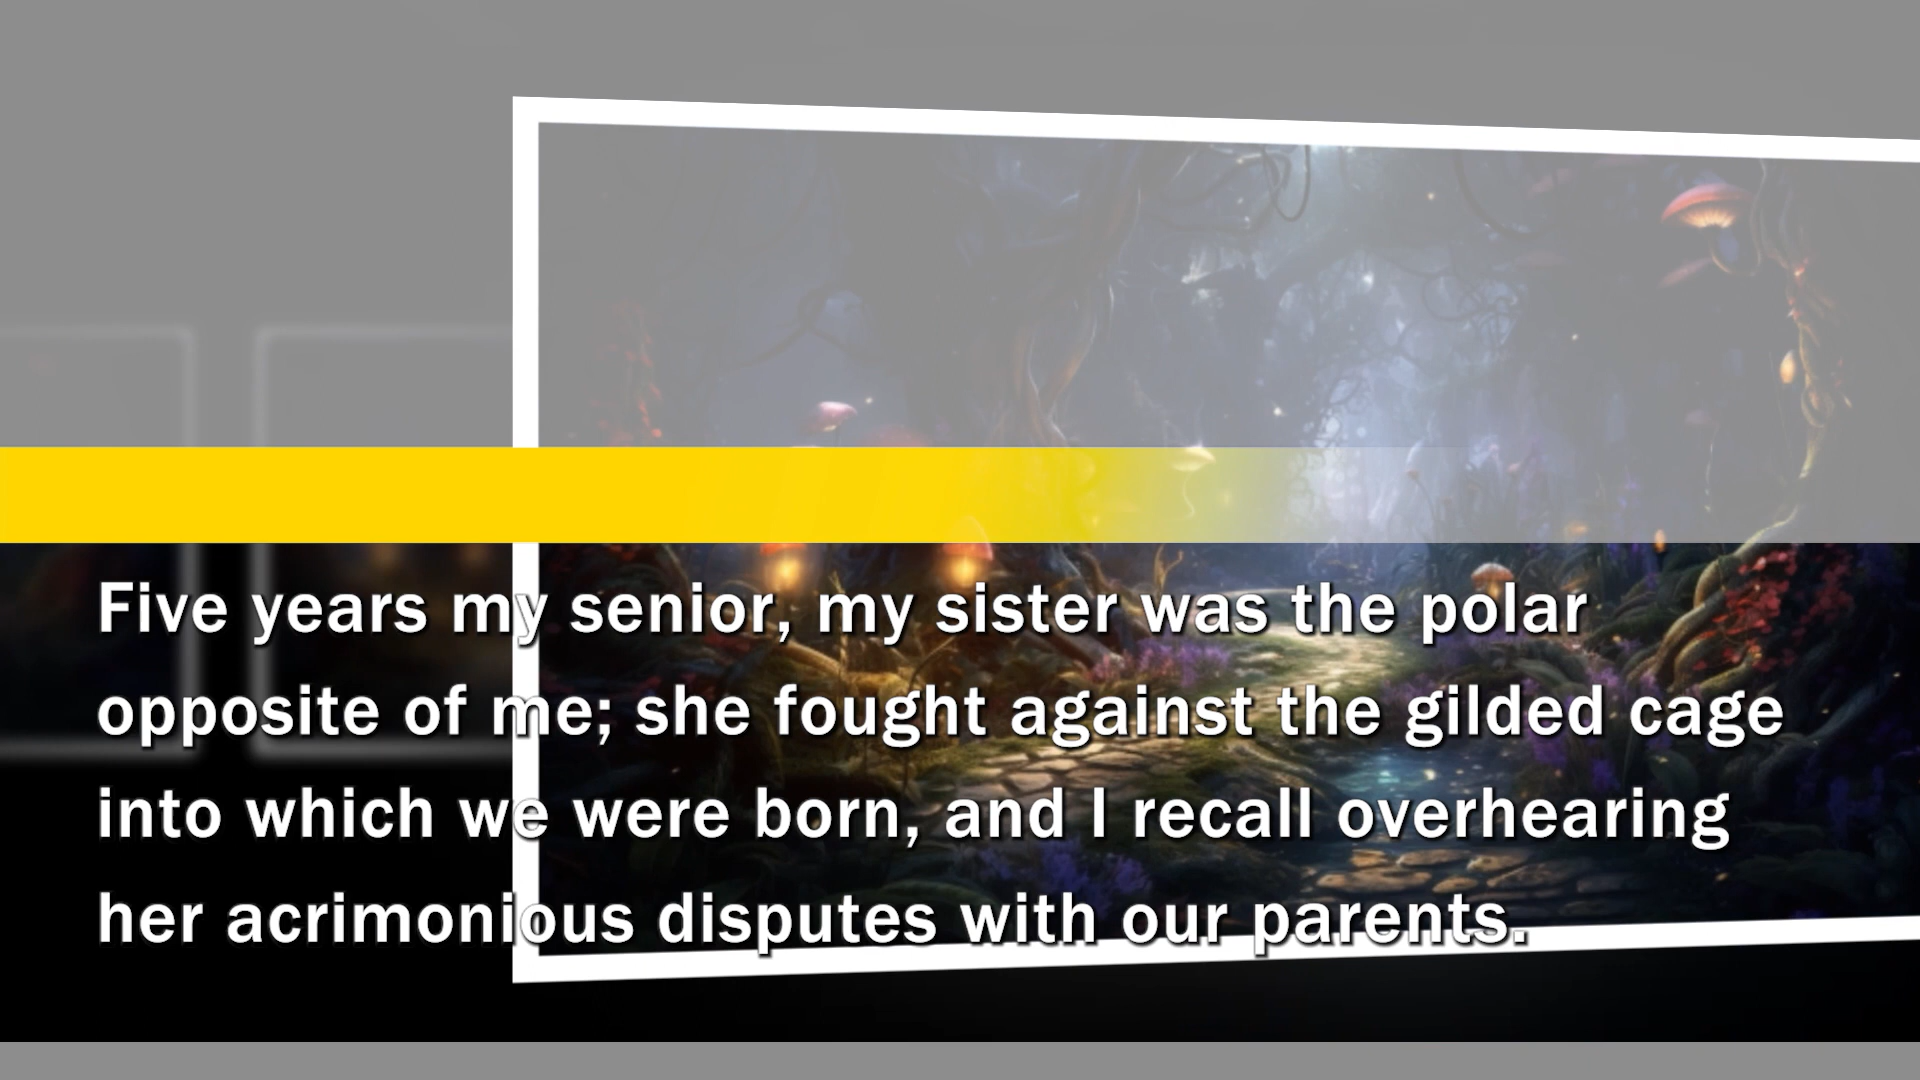 Five years my senior, my sister was the polar
opposite of me; she fought against the gilded cage
into which we were born, and I recall overhearing
her acrimonious disputes with our parents.